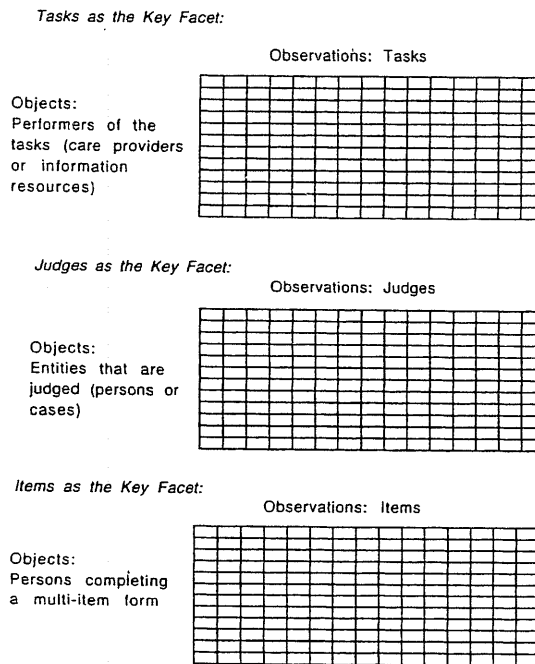 Tasks as the Key Facet:
Observations: Tasks
Objects:
Performers of the
tasks (care providers
or information
resources)
Judges as the Key Facet:
Observations: Judges
Objects:
Entities that are
judged (persons or
cases)
Items as the Key Facet:
Observations: Items
Objects:
Persons completing
a multi-item form